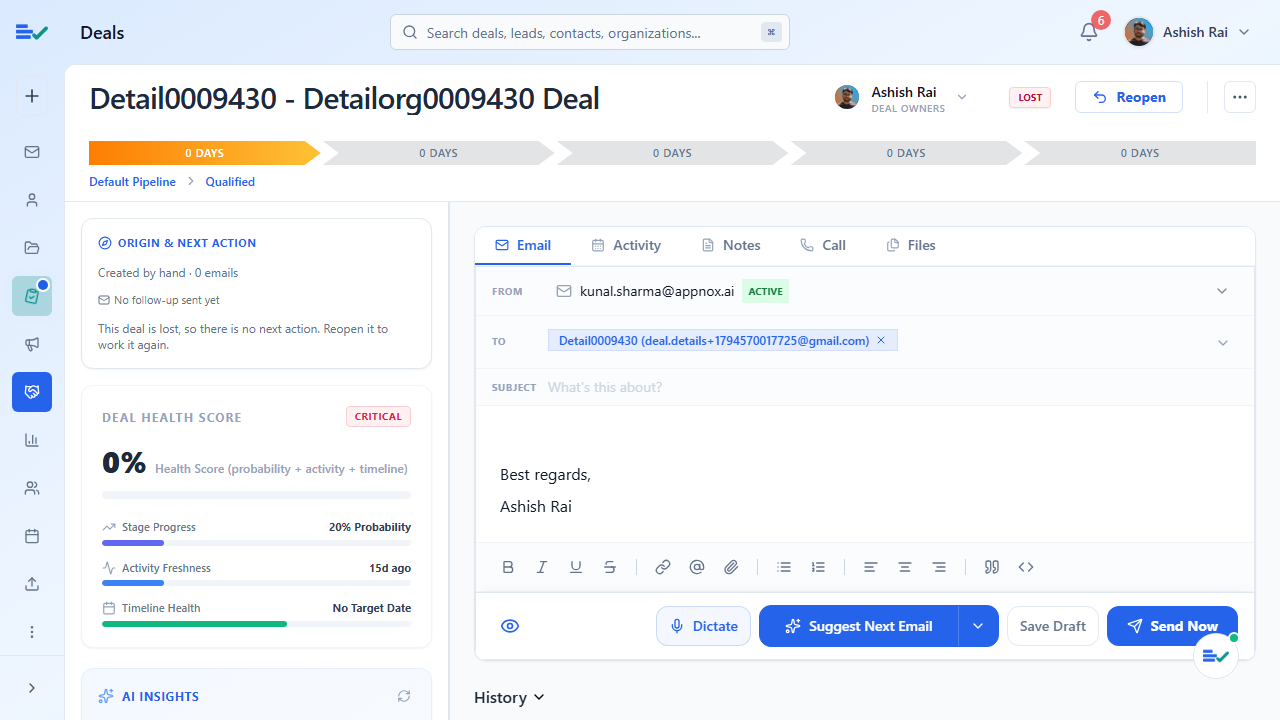 Deals
Search deals, leads, contacts, organizations...
⌘
6
Ashish Rai
Detail0009430 - Detailorg0009430 Deal
Ashish Rai
DEAL OWNERS
LOST
Reopen
0 DAYS
0 DAYS
0 DAYS
0 DAYS
0 DAYS
Default Pipeline
Qualified
ORIGIN & NEXT ACTION
Created by hand · 0 emails
No follow-up sent yet
This deal is lost, so there is no next action. Reopen it to
work it again.
DEAL HEALTH SCORE
CRITICAL
0% Health Score (probability + activity + timeline)
Stage Progress
20% Probability
Activity Freshness
15d ago
Timeline Health
No Target Date
AI INSIGHTS
Email
Activity
Notes
Call
Files
FROM
kunal.sharma@appnox.ai
ACTIVE
TO
Detail0009430 (deal.details+1794570017725@gmail.com)
SUBJECT
What's this about?
Best regards,
Ashish Rai
Dictate
Suggest Next Email
Save Draft
Send Now
History